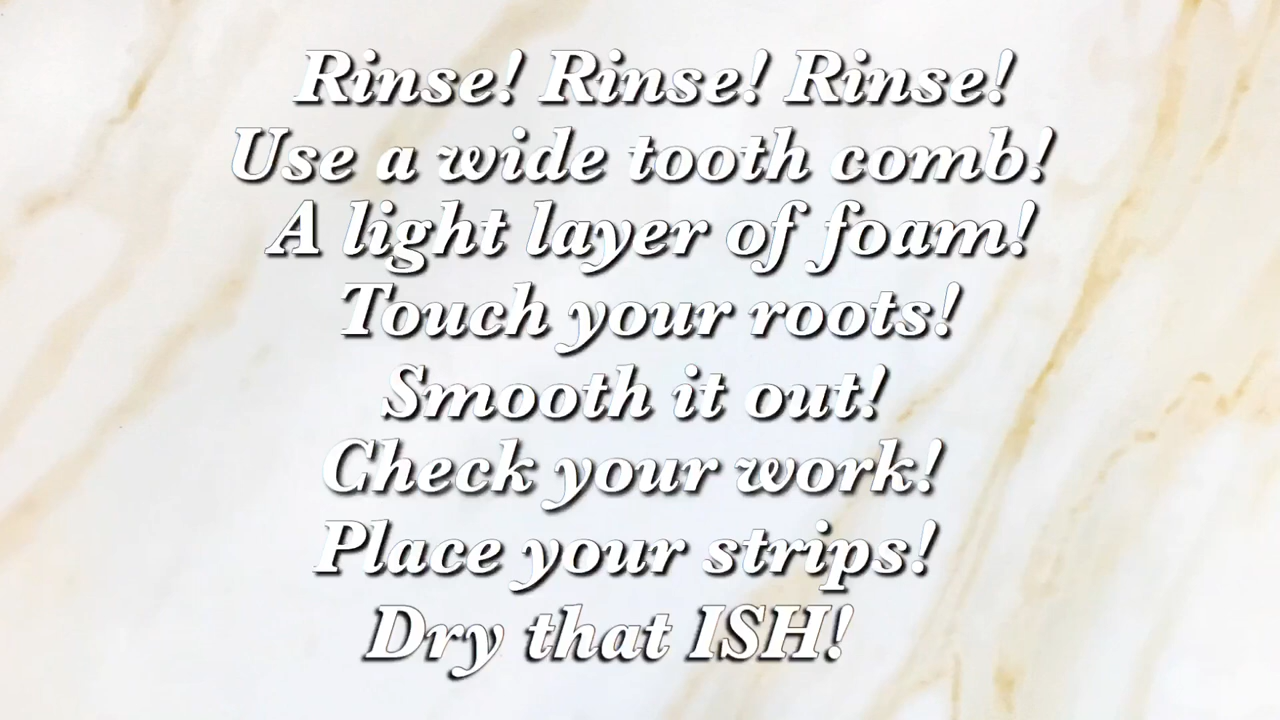 Rinse! Rinse! Rinse!
Use a wide tooth comb!
A light layer of foam!
Touch your roots!
Smooth it out!
Check your work!
Place your strips!
Dry that ISH!